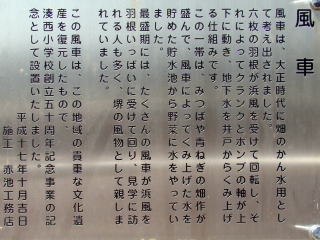 風車
風車は、大正時代に畑のかん水用とし
て考え出されました。
六枚の羽根が浜風を受けて回転し、そ
れによってクランクとポンプの軸が上
下に動き、地下水を井戸からくみ上げ
る仕組みです。
この一帯は、みつばや青ねぎの畑作が
盛んで、風車によってくみ上げた水を
貯めた貯水池から野菜に水をやってい
ました。
最盛期には、たくさんの風車が浜風を
羽根いっぱいに受けて回り、見学に訪
れる人も多く、堺の風物として親しま
れていました。
この風車は、この地域の貴重な文化遺
産を復元したもので、
湊西小学校創立五十周年記念事業の記
念として設置いたしました。
平成十七年十月吉日
施工 赤池工務店